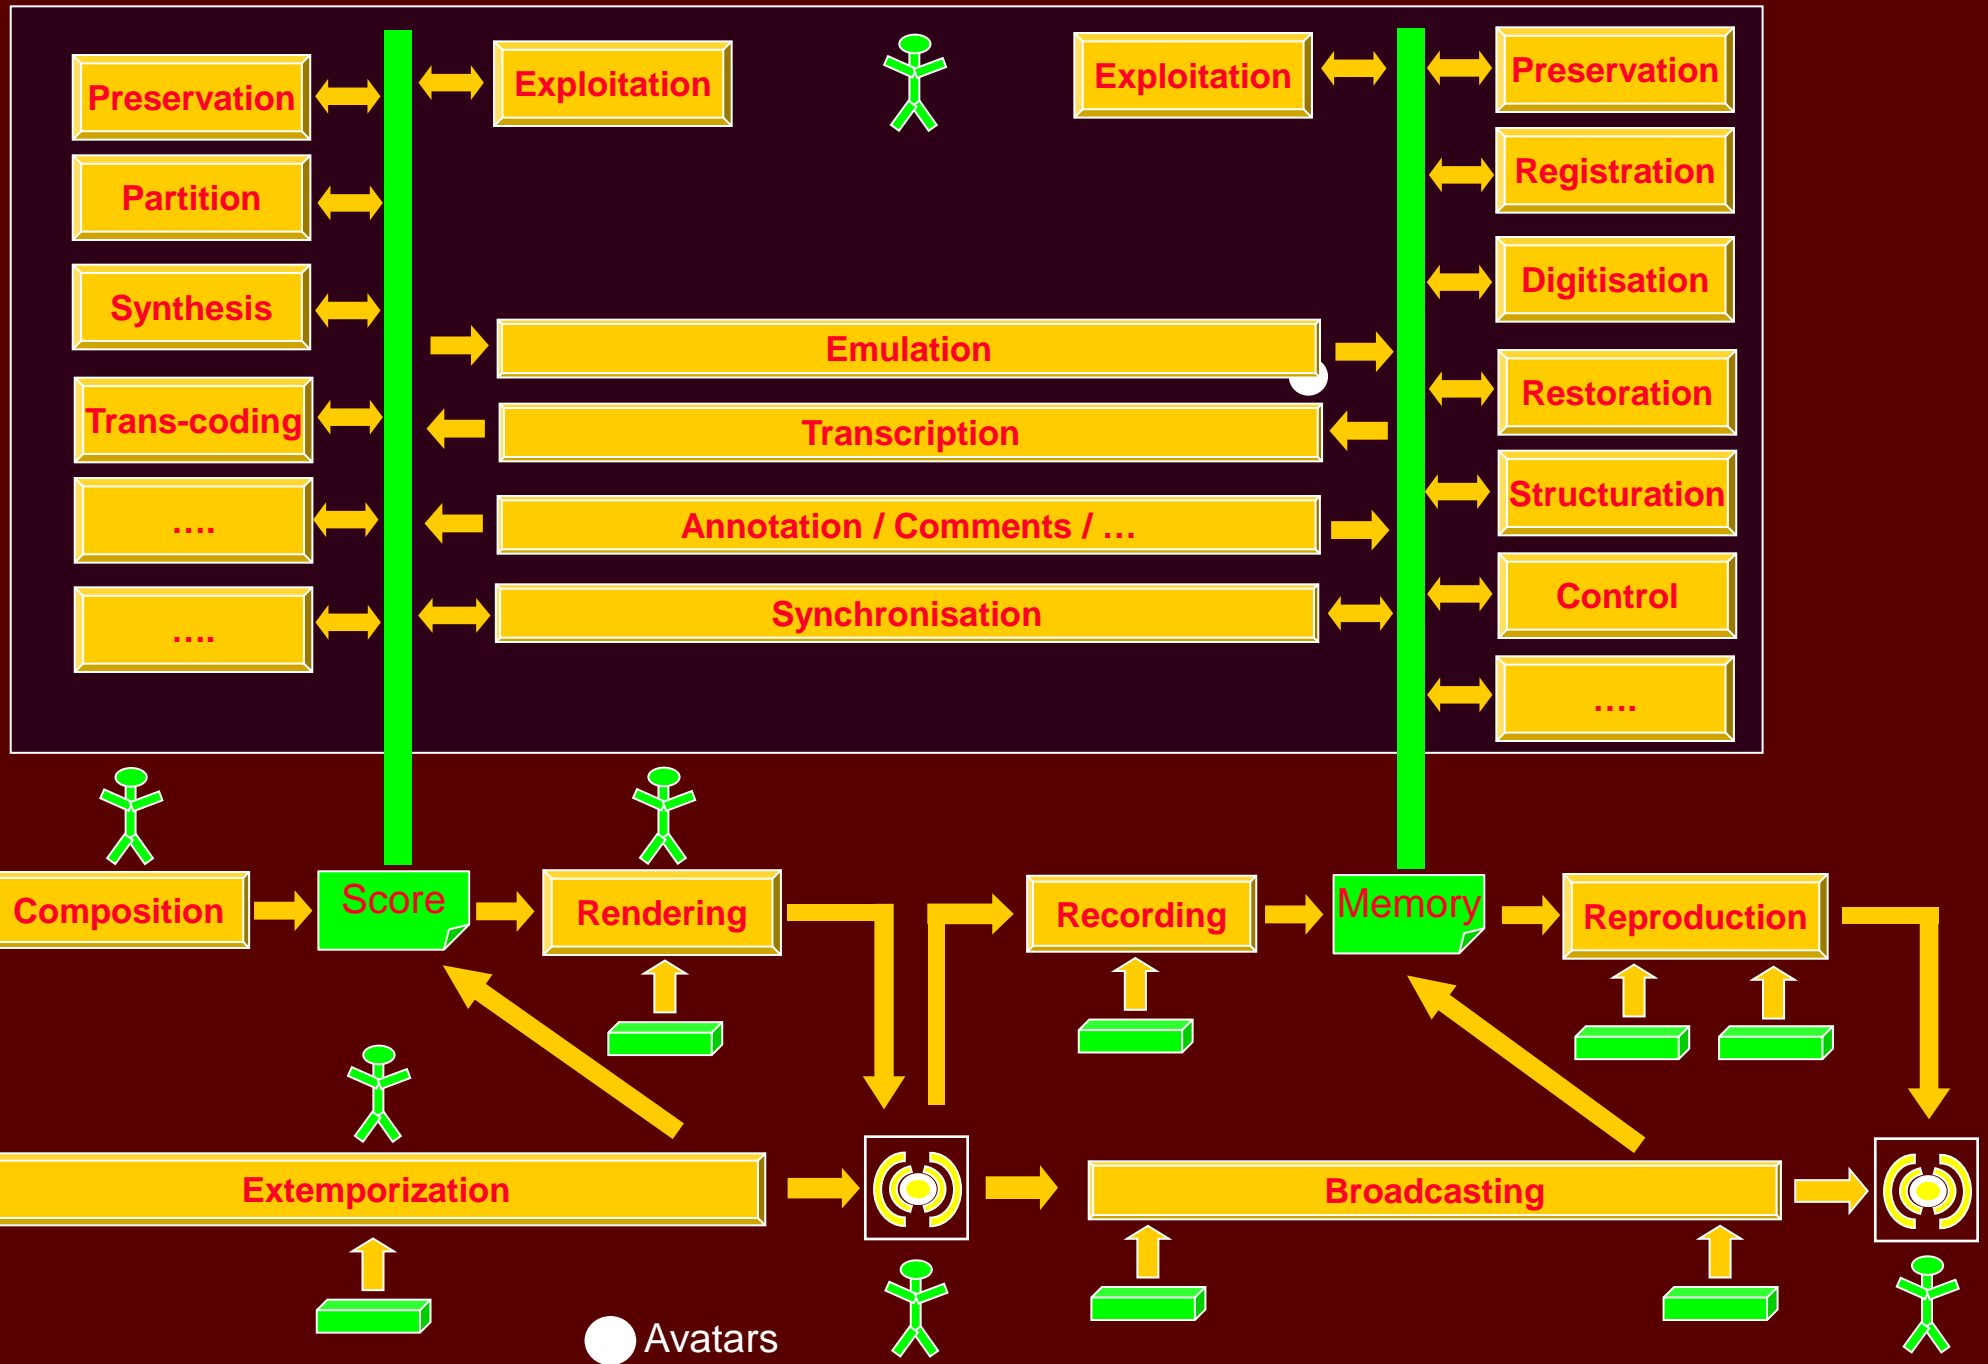 Preservation
Exploitation
Exploitation
Preservation
Partition
Registration
Synthesis
Digitisation
Emulation
Trans-coding
Restoration
Transcription
….
Structuration
Annotation / Comments / …
….
Control
Synchronisation
….
Composition
Score
Rendering
Recording
Memory
Reproduction
Extemporization
Broadcasting
Avatars